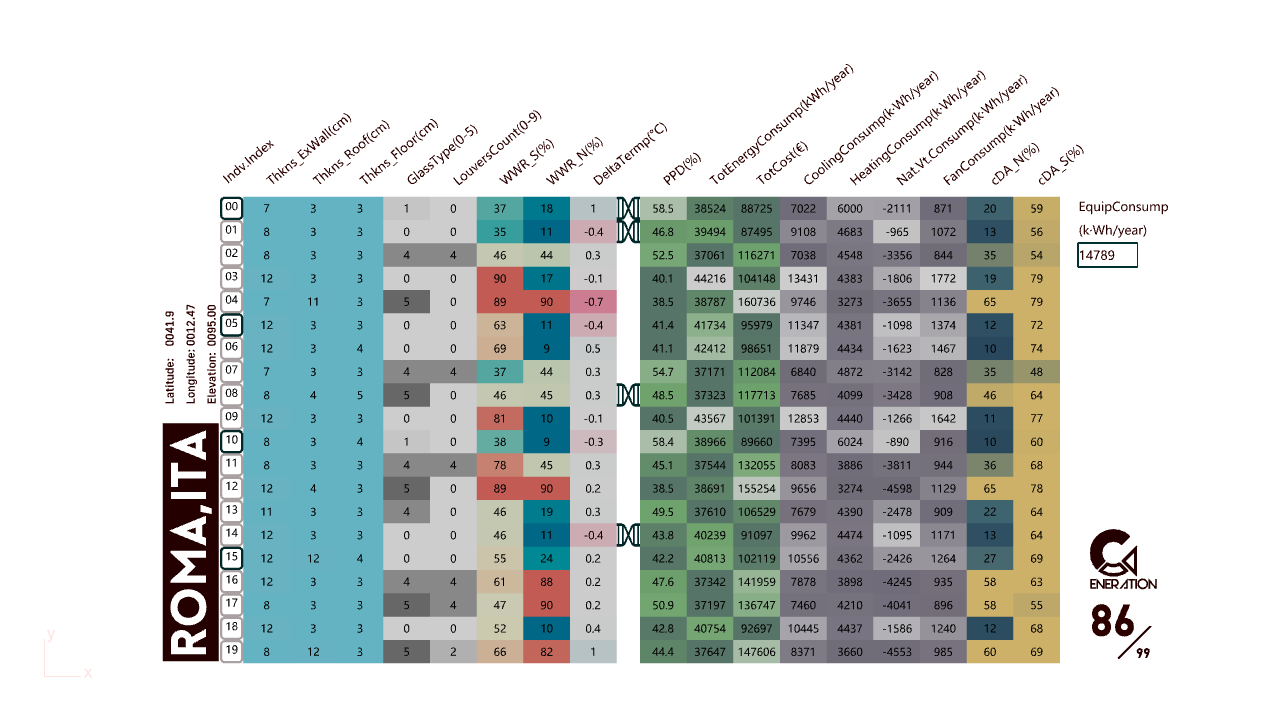 Indv.Index Thkns_ExWall(cm) Thkns_Roof(cm) Thkns_Floor(cm) GlassType(0-5) LouversCount(0-9) WWR_S(%) WWR_N(%) DeltaTermp(°C) PPD(%) TotEnergyConsump(kWh/year) TotCost(€) CoolingConsump(k·Wh/year) HeatingConsump(k·Wh/year) Nat.Vt.Consump(k·Wh/year) FanConsump(k·Wh/year) cDA_N(%) cDA_S(%)
00 7 3 3 1 0 37 18 1 58.5 38524 88725 7022 6000 -2111 871 20 59
01 8 3 3 0 0 35 11 -0.4 46.8 39494 87495 9108 4683 -965 1072 13 56
02 8 3 3 4 4 46 44 0.3 52.5 37061 116271 7038 4548 -3356 844 35 54
03 12 3 3 0 0 90 17 -0.1 40.1 44216 104148 13431 4383 -1806 1772 19 79
04 7 11 3 5 0 89 90 -0.7 38.5 38787 160736 9746 3273 -3655 1136 65 79
05 12 3 3 0 0 63 11 -0.4 41.4 41734 95979 11347 4381 -1098 1374 12 72
06 12 3 4 0 0 69 9 0.5 41.1 42412 98651 11879 4434 -1623 1467 10 74
07 7 3 3 4 4 37 44 0.3 54.7 37171 112084 6840 4872 -3142 828 35 48
08 8 4 5 5 0 46 45 0.3 48.5 37323 117713 7685 4099 -3428 908 46 64
09 12 3 3 0 0 81 10 -0.1 40.5 43567 101391 12853 4440 -1266 1642 11 77
10 8 3 4 1 0 38 9 -0.3 58.4 38966 89660 7395 6024 -890 916 10 60
11 8 3 3 4 4 78 45 0.3 45.1 37544 132055 8083 3886 -3811 944 36 68
12 12 4 3 5 0 89 90 0.2 38.5 38691 155254 9656 3274 -4598 1129 65 78
13 11 3 3 4 0 46 19 0.3 49.5 37610 106529 7679 4390 -2478 909 22 64
14 12 3 3 0 0 46 11 -0.4 43.8 40239 91097 9962 4474 -1095 1171 13 64
15 12 12 4 0 0 55 24 0.2 42.2 40813 102119 10556 4362 -2426 1264 27 69
16 12 3 3 4 4 61 88 0.2 47.6 37342 141959 7878 3898 -4245 935 58 63
17 8 3 3 5 4 47 90 0.2 50.9 37197 136747 7460 4210 -4041 896 58 55
18 12 3 3 0 0 52 10 0.4 42.8 40754 92697 10445 4437 -1586 1240 12 68
19 8 12 3 5 2 66 82 1 44.4 37647 147606 8371 3660 -4553 985 60 69
EquipConsump
(k·Wh/year)
14789
Latitude: 0041.9
Longitude: 0012.47
Elevation: 0095.00
ROMA,ITA
ENERATION
86/99
y
x